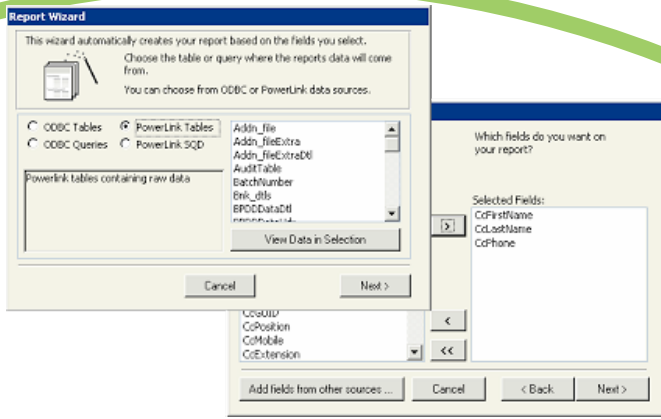 Report Wizard
This wizard automatically creates your report based on the fields you select.
Choose the table or query where the reports data will come
from.
You can choose from ODBC or PowerLink data sources.
ODBC Tables
PowerLink Tables
ODBC Queries
PowerLink SQD
Powerlink tables containing raw data
Addn_file
Addn_fileExtra
Addn_fileExtraDtl
AuditTable
BatchNumber
Bnk_dtls
BPDDDataDtl
View Data in Selection
Cancel
Next >
Which fields do you want on
your report?
Selected Fields:
CcFirstName
CcLastName
CcPhone
>
CcGUID
CcPosition
CcMobile
CcExtension
<
<<
Add fields from other sources ...
Cancel
< Back
Next >